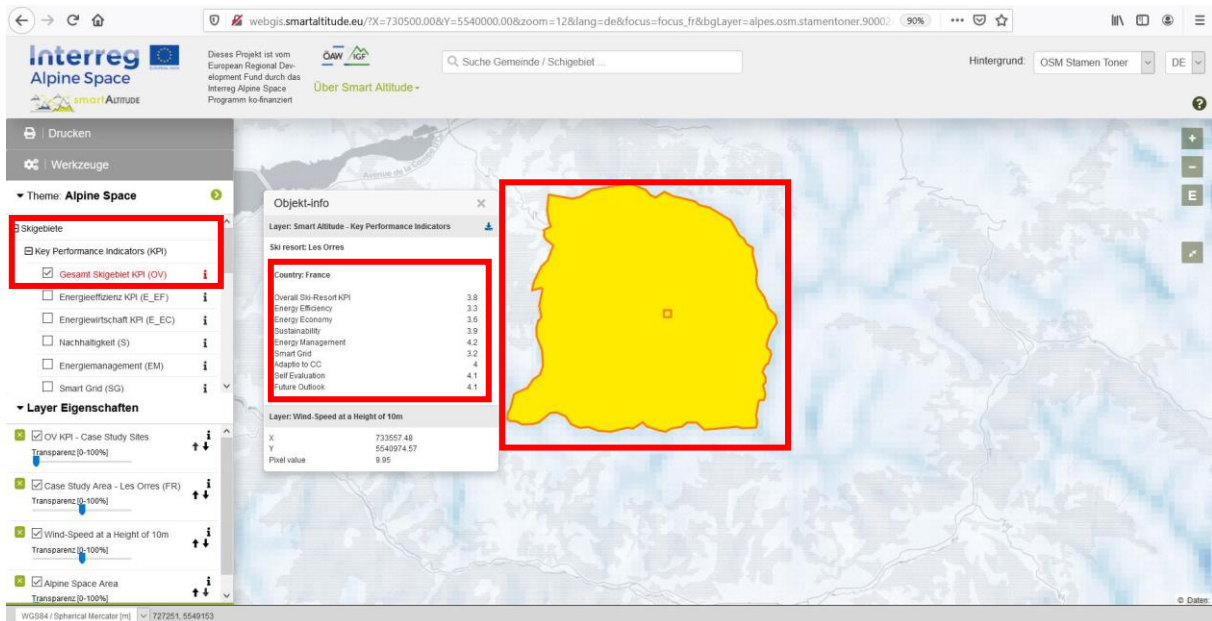 webgis.smartaltitude.eu/?X=730500.00&Y=5540000.00&zoom=12&lang=de&focus=focus_fr&bgLayer=alpes.osm.stamentoner.90002
90%
Interreg
Alpine Space
smartAltitude
Dieses Projekt ist vom
European Regional Dev-
elopment Fund durch das
Interreg Alpine Space
Programm ko-finanziert
ÖAW IGF
Über Smart Altitude
Suche Gemeinde / Schigebiet ...
Hintergrund: OSM Stamen Toner DE
Drucken
Werkzeuge
Theme: Alpine Space
Skigebiete
Key Performance Indicators (KPI)
Gesamt Skigebiet KPI (OV)
Energieeffizienz KPI (E_EF)
Energiewirtschaft KPI (E_EC)
Nachhaltigkeit (S)
Energiemanagement (EM)
Smart Grid (SG)
Layer Eigenschaften
OV KPI - Case Study Sites
Transparenz [0-100%]
Case Study Area - Les Orres (FR)
Transparenz [0-100%]
Wind-Speed at a Height of 10m
Transparenz [0-100%]
Alpine Space Area
Transparenz [0-100%]
WGS84 / Spherical Mercator [m] 727251, 5549153
Avenue de la
Objekt-info
Layer: Smart Altitude - Key Performance Indicators
Ski resort: Les Orres
Country: France
Overall Ski-Resort KPI 3.8
Energy Efficiency 3.3
Energy Economy 3.6
Sustainability 3.9
Energy Management 4.2
Smart Grid 3.2
Adaptio to CC 4
Self Evaluation 4.1
Future Outlook 4.1
Layer: Wind-Speed at a Height of 10m
X 733557.48
Y 5540974.57
Pixel value 9.95
E
© Daten: